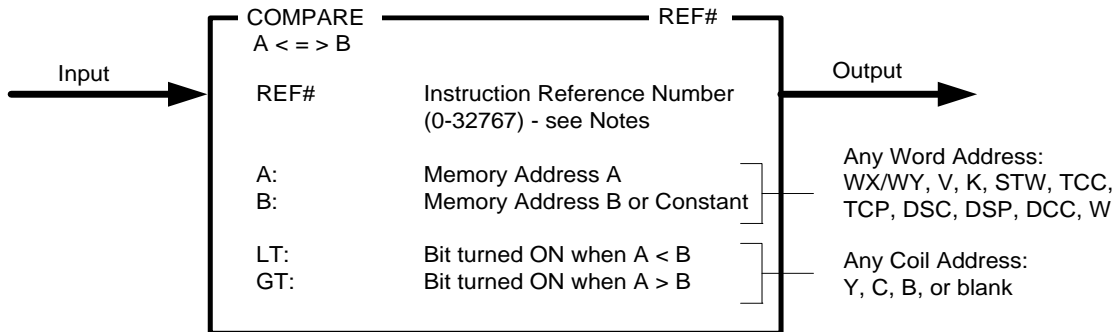 COMPARE REF#
A < = > B
Input
Output
REF# Instruction Reference Number
(0-32767) - see Notes
A: Memory Address A
B: Memory Address B or Constant
Any Word Address:
WX/WY, V, K, STW, TCC,
TCP, DSC, DSP, DCC, W
LT: Bit turned ON when A < B
GT: Bit turned ON when A > B
Any Coil Address:
Y, C, B, or blank